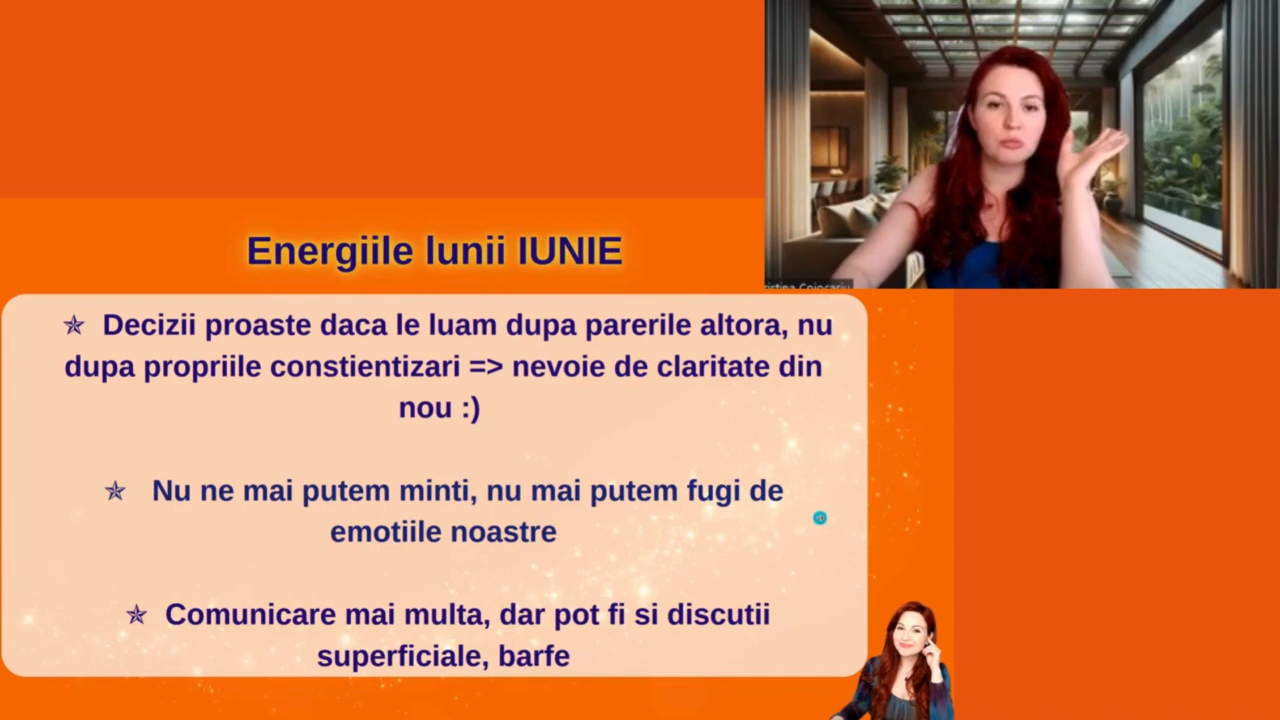 Energiile lunii IUNIE
✯ Decizii proaste daca le luam dupa parerile altora, nu
dupa propriile constientizari => nevoie de claritate din
nou :)
✯ Nu ne mai putem minti, nu mai putem fugi de
emotiile noastre
✯ Comunicare mai multa, dar pot fi si discutii
superficiale, barfe